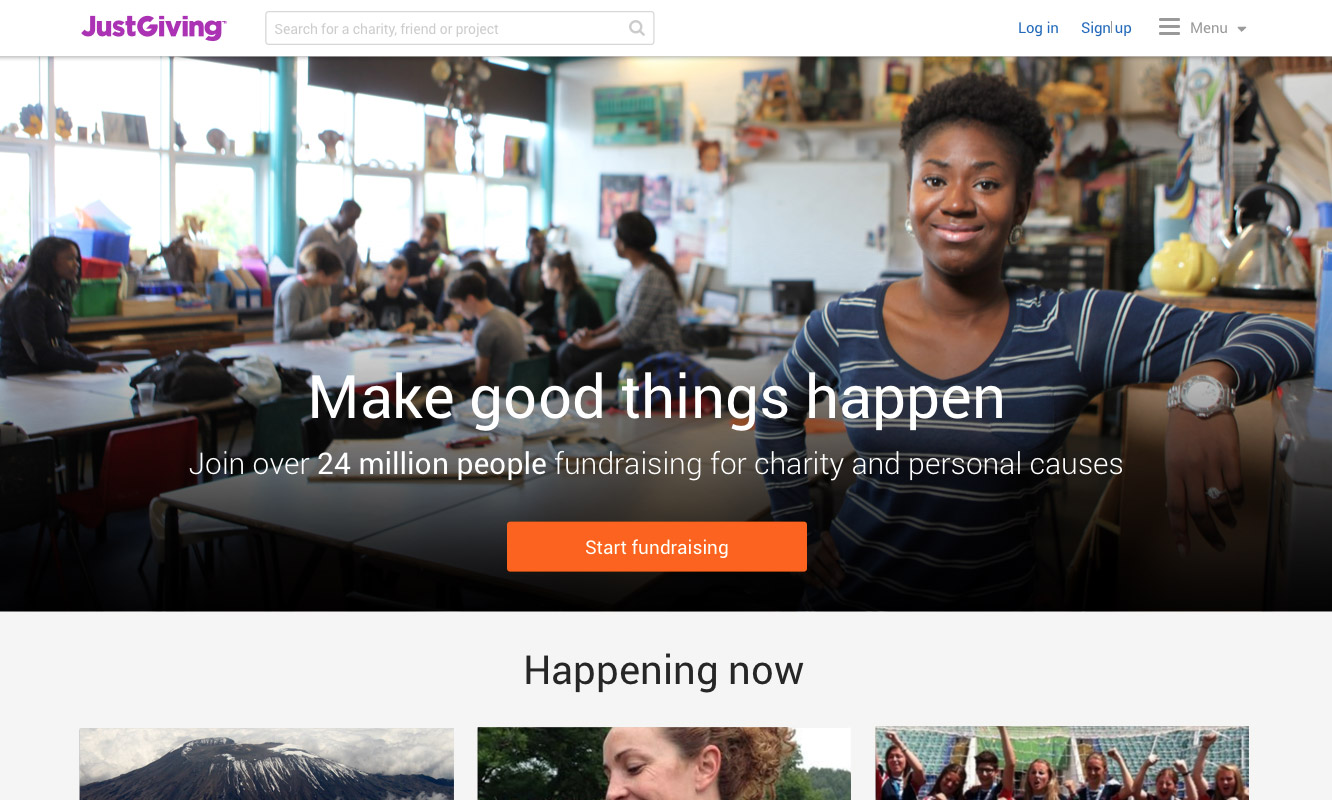 JustGiving™
Search for a charity, friend or project
Log in
Sign up
Menu
Make good things happen
Join over 24 million people fundraising for charity and personal causes
Start fundraising
Happening now